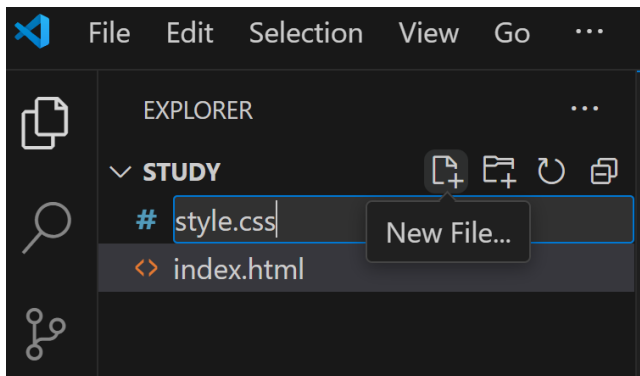 File Edit Selection View Go ...
EXPLORER ...
STUDY
# style.css
New File...
<> index.html